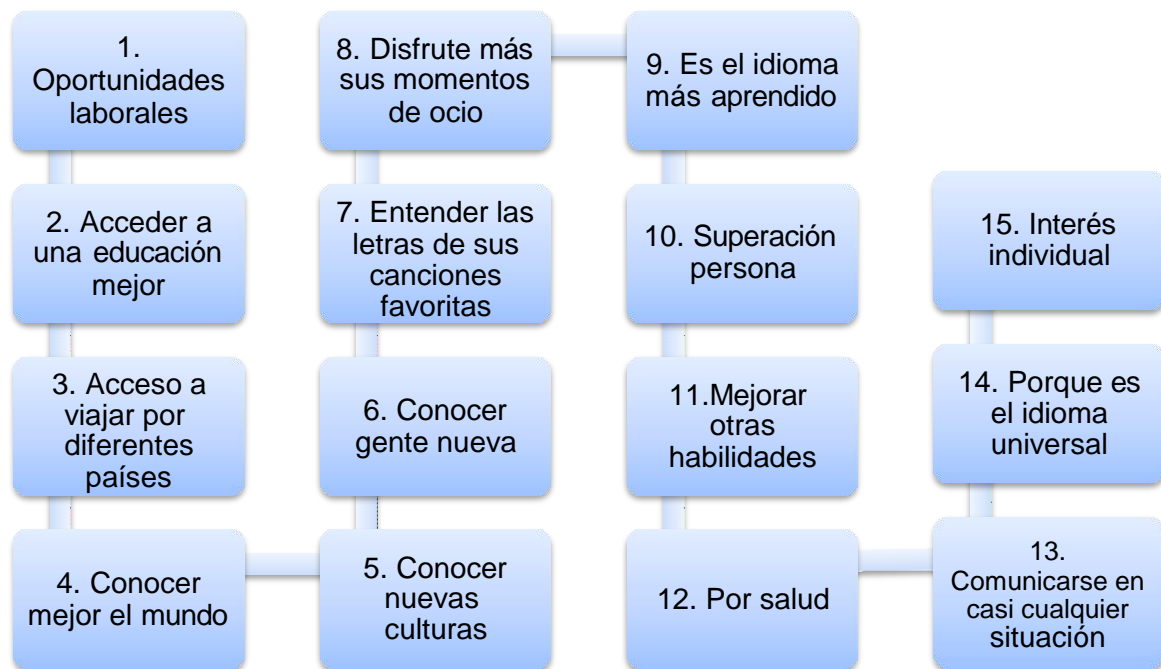 1.
Oportunidades
laborales
2. Acceder a
una educación
mejor
3. Acceso a
viajar por
diferentes
países
4. Conocer
mejor el mundo
5. Conocer
nuevas
culturas
6. Conocer
gente nueva
7. Entender las
letras de sus
canciones
favoritas
8. Disfrute más
sus momentos
de ocio
9. Es el idioma
más aprendido
10. Superación
persona
11.Mejorar
otras
habilidades
12. Por salud
13.
Comunicarse en
casi cualquier
situación
14. Porque es
el idioma
universal
15. Interés
individual